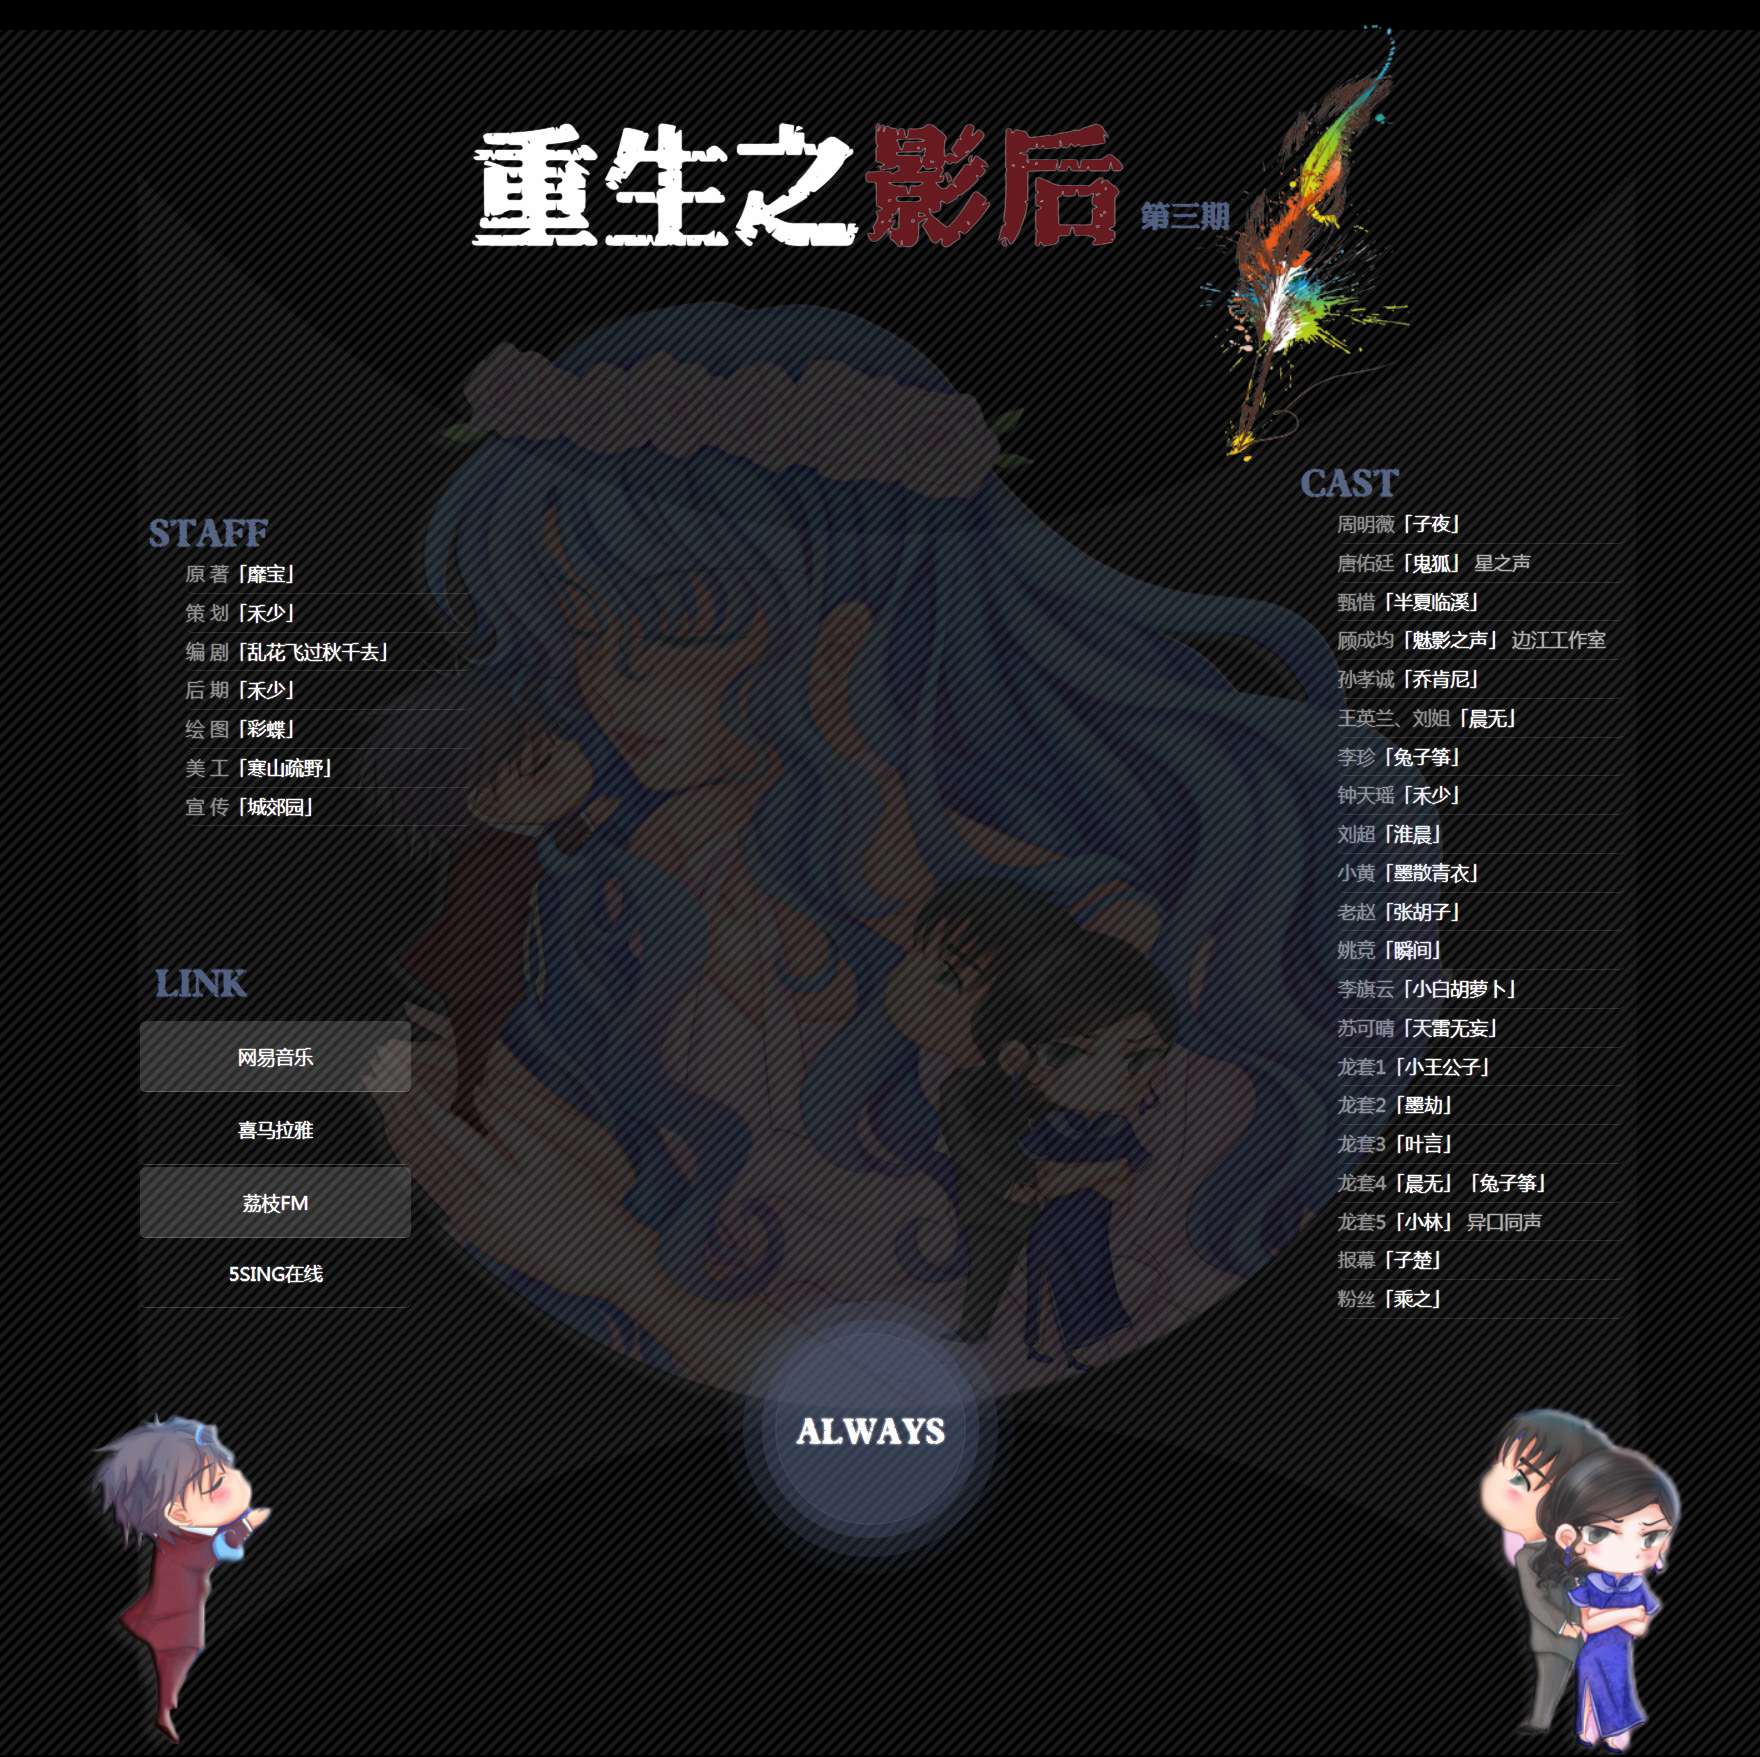 重生之影后 第三期
STAFF
原 著「靡宝」
策 划「禾少」
编 剧「乱花飞过秋千去」
后 期「禾少」
绘 图「彩蝶」
美 工「寒山疏野」
宣 传「城郊园」
LINK
网易音乐
喜马拉雅
荔枝FM
5SING在线
CAST
周明薇「子夜」
唐佑廷「鬼狐」 星之声
甄惜「半夏临溪」
顾成均「魅影之声」 边江工作室
孙孝诚「乔肯尼」
王英兰、刘姐「晨无」
李珍「兔子筝」
钟天瑶「禾少」
刘超「淮晨」
小黄「墨散青衣」
老赵「张胡子」
姚竞「瞬间」
李旗云「小白胡萝卜」
苏可晴「天雷无妄」
龙套1「小王公子」
龙套2「墨劫」
龙套3「叶言」
龙套4「晨无」「兔子筝」
龙套5「小林」 异口同声
报幕「子楚」
粉丝「乘之」
ALWAYS